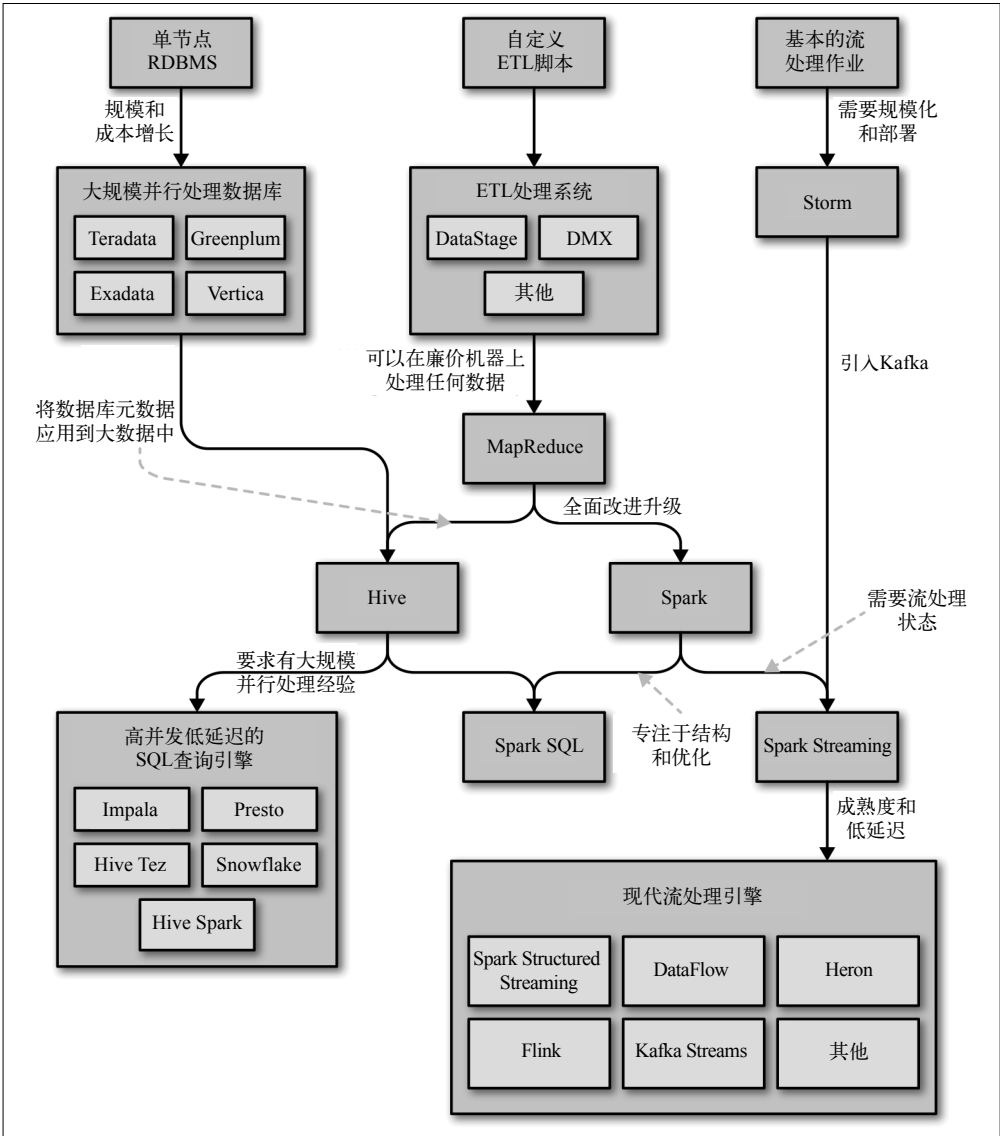 单节点
RDBMS
自定义
ETL脚本
基本的流
处理作业
规模和
成本增长
需要规模化
和部署
大规模并行处理数据库
Teradata
Greenplum
Exadata
Vertica
ETL处理系统
DataStage
DMX
其他
Storm
可以在廉价机器上
处理任何数据
引入Kafka
将数据库元数据
应用到大数据中
MapReduce
全面改进升级
Hive
Spark
需要流处理
状态
要求有大规模
并行处理经验
高并发低延迟的
SQL查询引擎
Impala
Presto
Hive Tez
Snowflake
Hive Spark
Spark SQL
专注于结构
和优化
Spark Streaming
成熟度和
低延迟
现代流处理引擎
Spark Structured
Streaming
DataFlow
Heron
Flink
Kafka Streams
其他